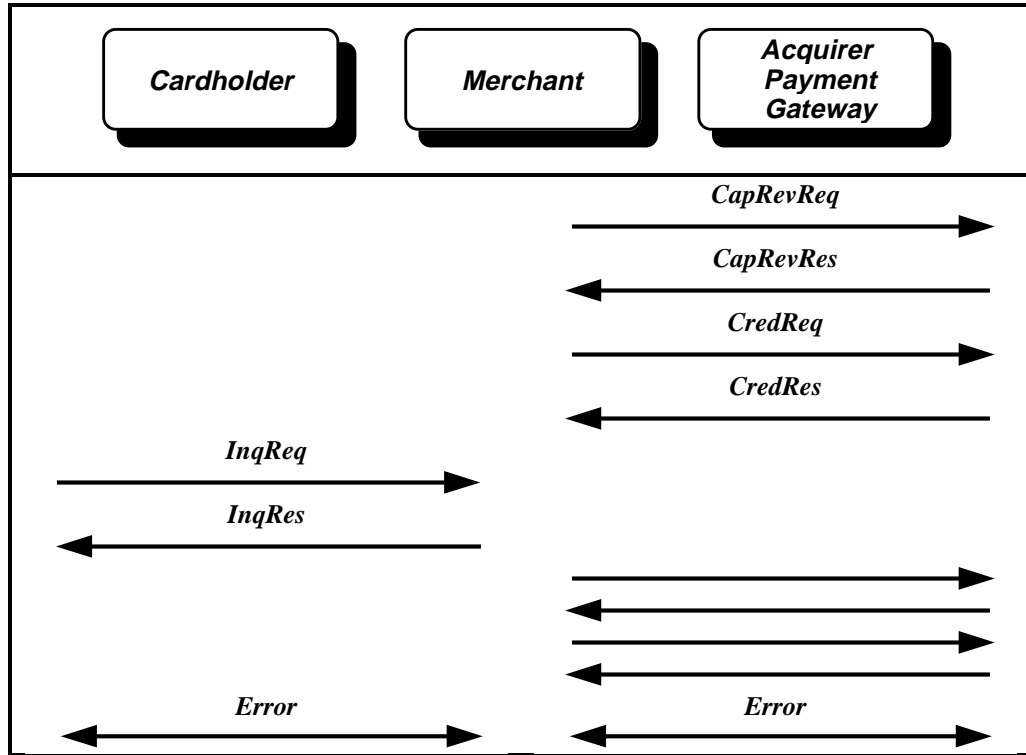 Cardholder
Merchant
Acquirer
Payment
Gateway
CapRevReq
CapRevRes
CredReq
CredRes
InqReq
InqRes
Error
Error